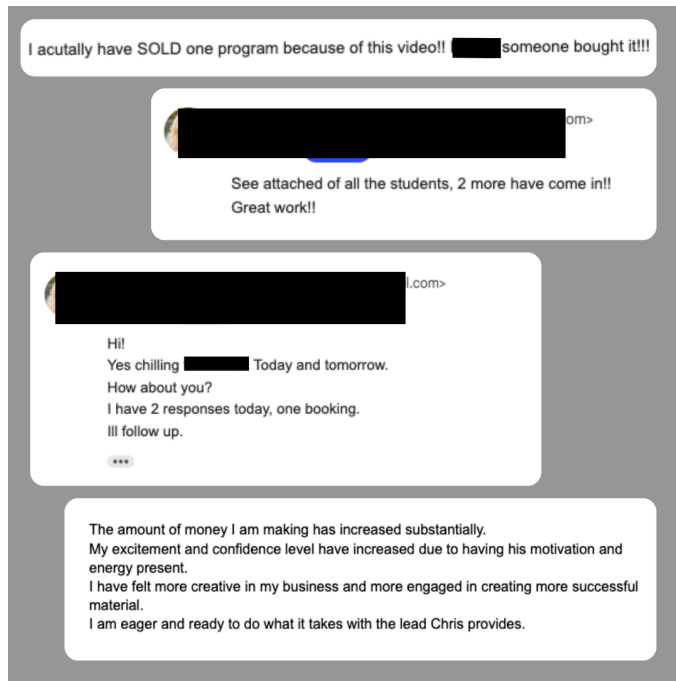 I acutally have SOLD one program because of this video!! someone bought it!!!
om>
See attached of all the students, 2 more have come in!!
Great work!!
l.com>
Hi!
Yes chilling Today and tomorrow.
How about you?
I have 2 responses today, one booking.
Ill follow up.
The amount of money I am making has increased substantially.
My excitement and confidence level have increased due to having his motivation and
energy present.
I have felt more creative in my business and more engaged in creating more successful
material.
I am eager and ready to do what it takes with the lead Chris provides.